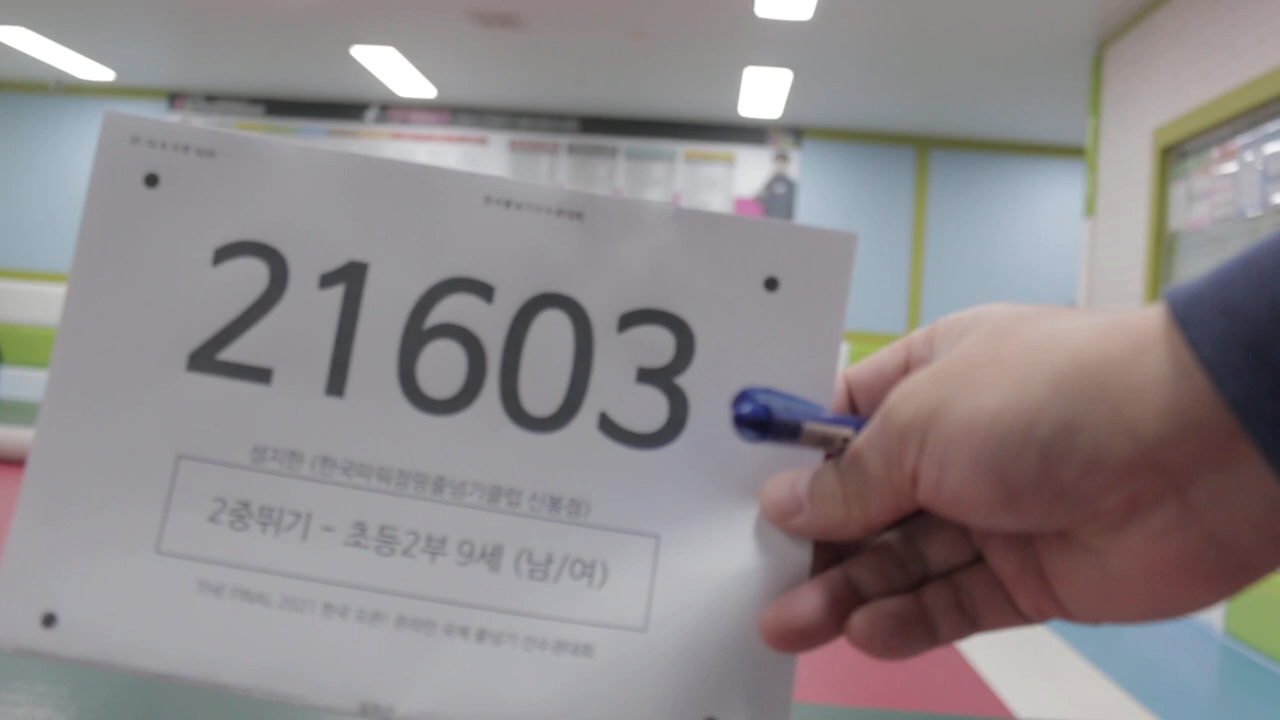 21603
성지한 (한국파워점핑줄넘기클럽 신봉점)
2중뛰기 - 초등2부 9세 (남/여)
THE FINAL 2021 한국 오픈! 온라인 국제 줄넘기 선수권대회